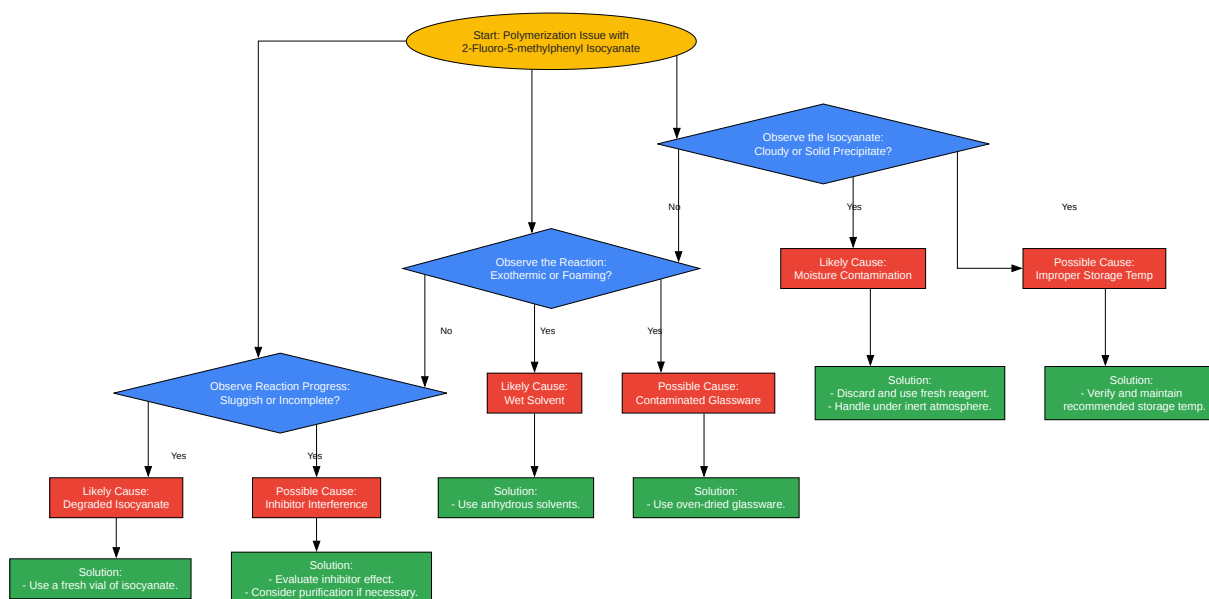 Start: Polymerization Issue with
2-Fluoro-5-methylphenyl Isocyanate
Observe the Isocyanate:
Cloudy or Solid Precipitate?
No
Yes
Yes
Observe the Reaction:
Exothermic or Foaming?
Likely Cause:
Moisture Contamination
Possible Cause:
Improper Storage Temp
No
Yes
Yes
Observe Reaction Progress:
Sluggish or Incomplete?
Likely Cause:
Wet Solvent
Possible Cause:
Contaminated Glassware
Solution:
- Discard and use fresh reagent.
- Handle under inert atmosphere.
Solution:
- Verify and maintain
recommended storage temp.
Yes
Yes
Likely Cause:
Degraded Isocyanate
Possible Cause:
Inhibitor Interference
Solution:
- Use anhydrous solvents.
Solution:
- Use oven-dried glassware.
Solution:
- Use a fresh vial of isocyanate.
Solution:
- Evaluate inhibitor effect.
- Consider purification if necessary.